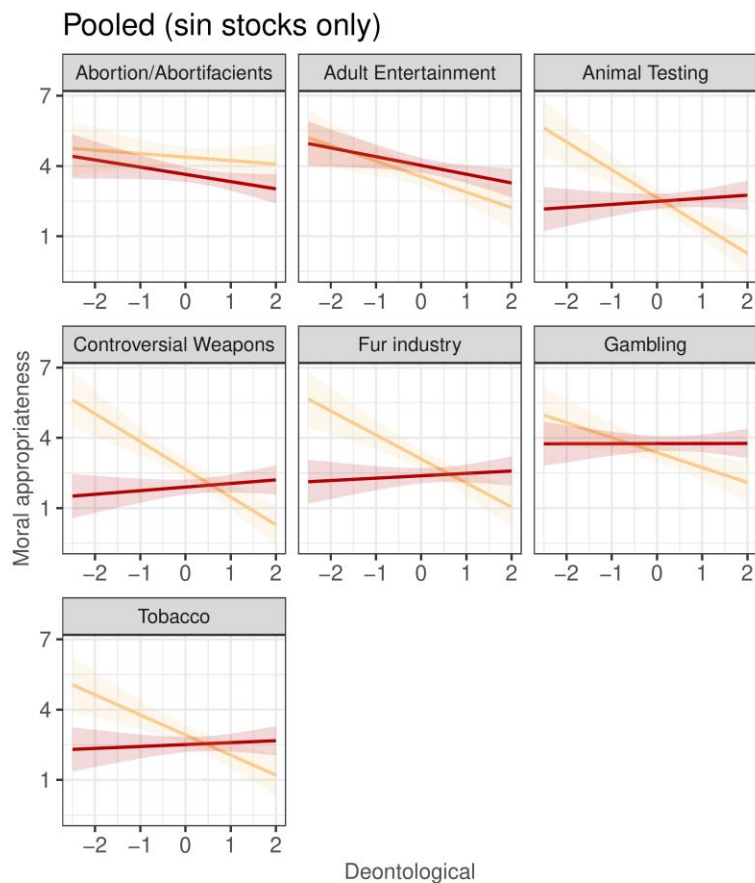 Pooled (sin stocks only)
Abortion/Abortifacients
Adult Entertainment
Animal Testing
7
4
1
−2 −1 0 1 2
−2 −1 0 1 2
−2 −1 0 1 2
Controversial Weapons
Fur industry
Gambling
7
4
1
−2 −1 0 1 2
−2 −1 0 1 2
−2 −1 0 1 2
Moral appropriateness
Tobacco
7
4
1
−2 −1 0 1 2
Deontological